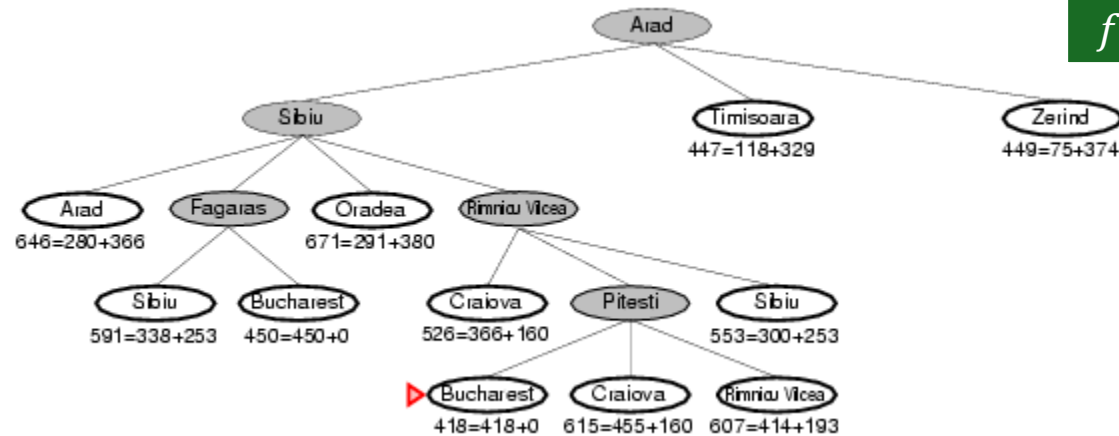 Arad
f
Sibiu
Timisoara
Zerind
447=118+329
449=75+374
Arad
Fagaras
Oradea
Rimnicu Vilcea
646=280+366
671=291+380
Sibiu
Bucharest
Craiova
Pitesti
Sibiu
591=338+253
450=450+0
526=366+160
553=300+253
Bucharest
Craiova
Rimnicu Vilcea
418=418+0
615=455+160
607=414+193